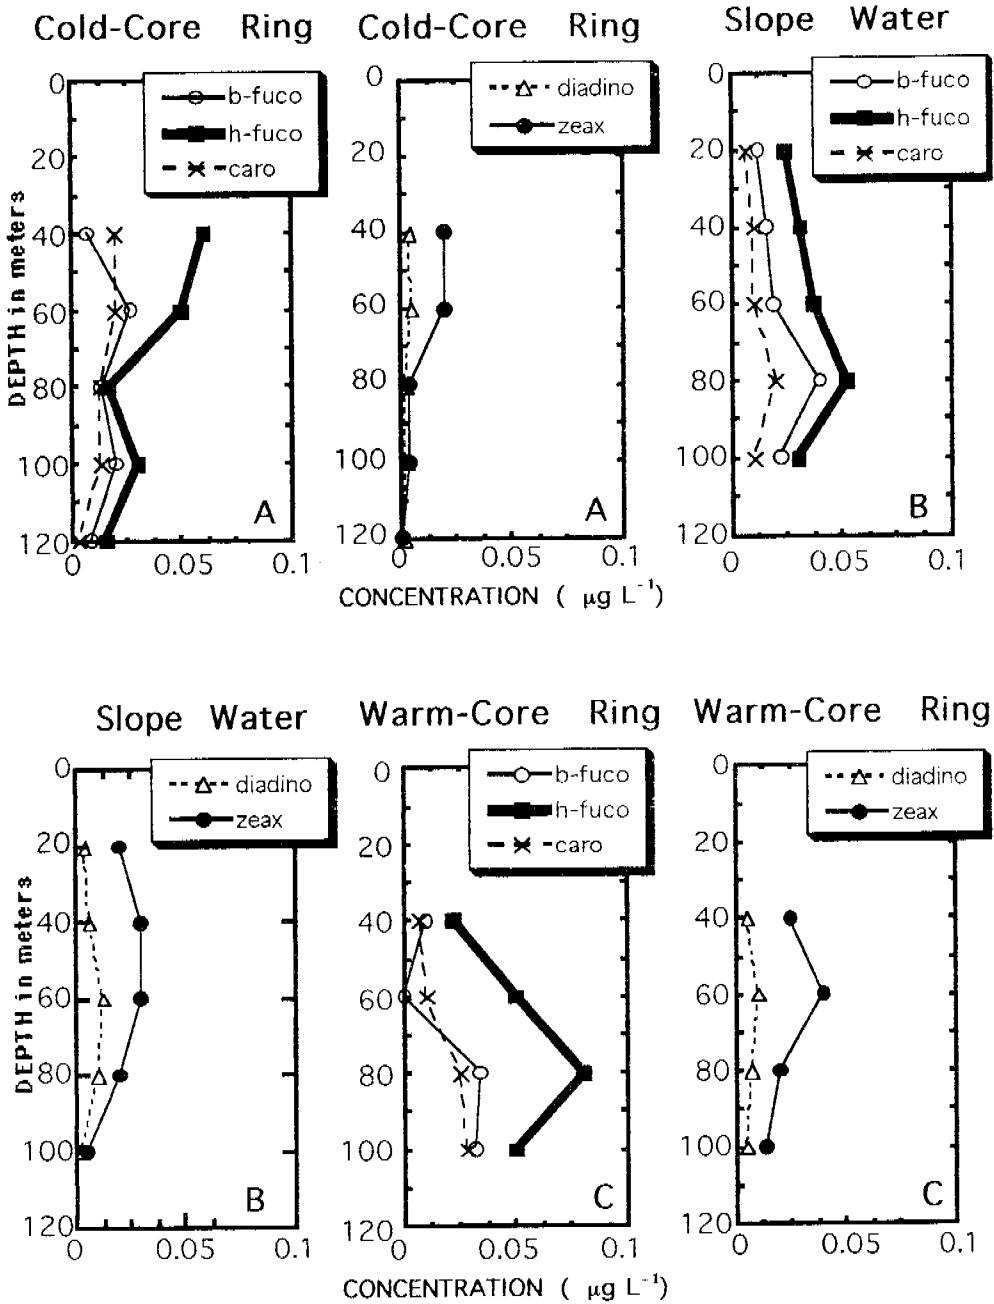 Cold-Core Ring
b-fuco
h-fuco
caro
0
20
40
60
80
100
120
DEPTH in meters
A
0
0.05
0.1
Cold-Core Ring
diadino
zeax
0
20
40
60
80
100
120
A
0
0.05
0.1
Slope Water
b-fuco
h-fuco
caro
0
20
40
60
80
100
120
B
0
0.05
0.1
CONCENTRATION ( µg L⁻¹)
Slope Water
diadino
zeax
0
20
40
60
80
100
120
DEPTH in meters
B
0
0.05
0.1
Warm-Core Ring
b-fuco
h-fuco
caro
0
20
40
60
80
100
120
C
0
0.05
0.1
Warm-Core Ring
diadino
zeax
0
20
40
60
80
100
120
C
0
0.05
0.1
CONCENTRATION ( µg L⁻¹)